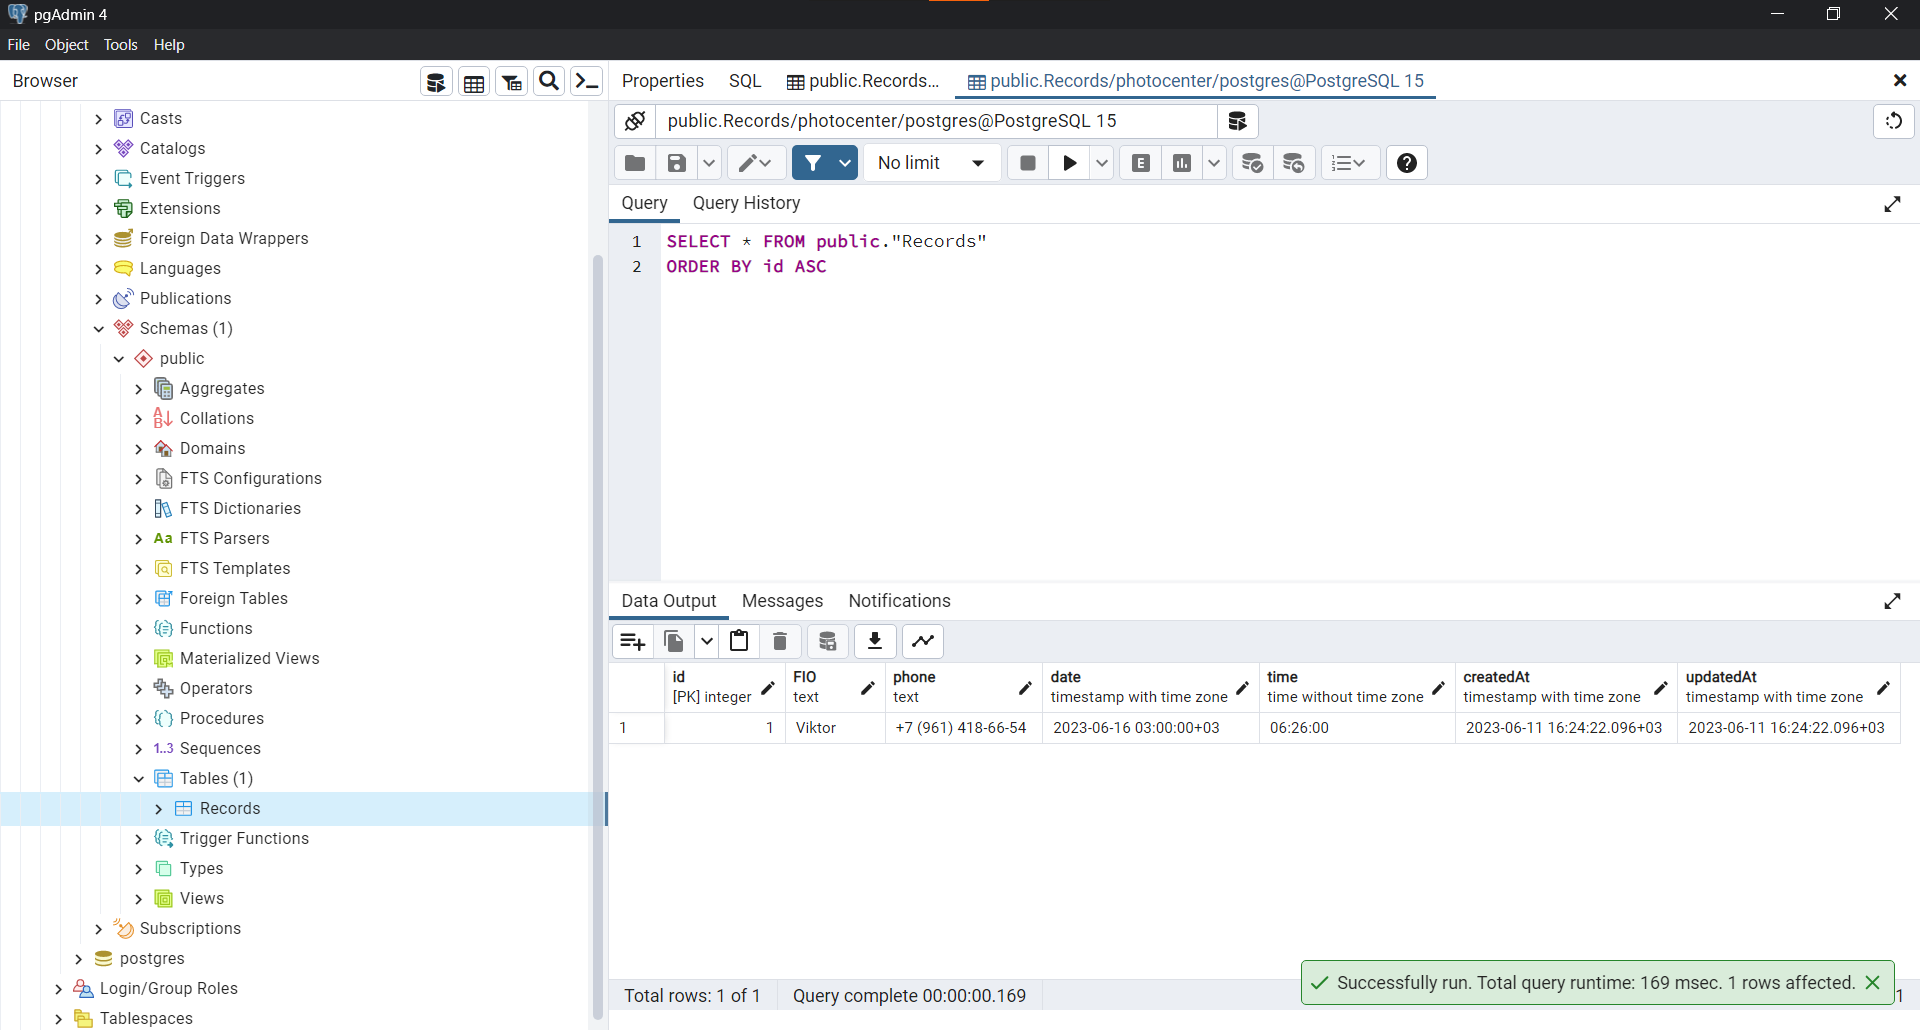 pgAdmin 4
File Object Tools Help
Browser
Casts
Catalogs
Event Triggers
Extensions
Foreign Data Wrappers
Languages
Publications
Schemas (1)
public
Aggregates
Collations
Domains
FTS Configurations
FTS Dictionaries
Aa FTS Parsers
FTS Templates
Foreign Tables
Functions
Materialized Views
Operators
Procedures
1..3 Sequences
Tables (1)
Records
Trigger Functions
Types
Views
Subscriptions
postgres
Login/Group Roles
Tablespaces
Properties SQL public.Records... public.Records/photocenter/postgres@PostgreSQL 15
public.Records/photocenter/postgres@PostgreSQL 15
No limit E
Query Query History
1 SELECT * FROM public."Records"
2 ORDER BY id ASC
Data Output Messages Notifications
id FIO phone date time createdAt updatedAt
[PK] integer text text timestamp with time zone time without time zone timestamp with time zone timestamp with time zone
1 1 Viktor +7 (961) 418-66-54 2023-06-16 03:00:00+03 06:26:00 2023-06-11 16:24:22.096+03 2023-06-11 16:24:22.096+03
Successfully run. Total query runtime: 169 msec. 1 rows affected.
Total rows: 1 of 1 Query complete 00:00:00.169 1